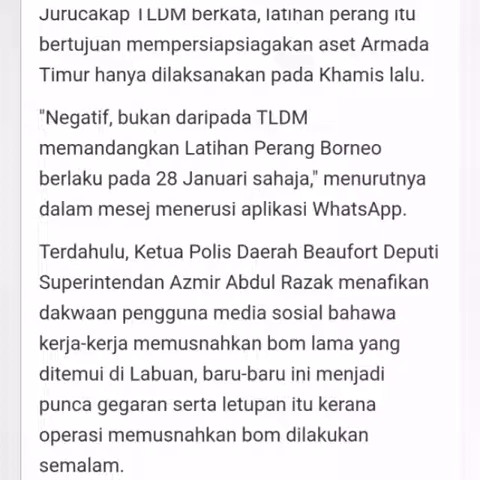 Jurucakap TLDM berkata, latihan perang itu
bertujuan mempersiapsiagakan aset Armada
Timur hanya dilaksanakan pada Khamis lalu.
"Negatif, bukan daripada TLDM
memandangkan Latihan Perang Borneo
berlaku pada 28 Januari sahaja," menurutnya
dalam mesej menerusi aplikasi WhatsApp.
Terdahulu, Ketua Polis Daerah Beaufort Deputi
Superintendan Azmir Abdul Razak menafikan
dakwaan pengguna media sosial bahawa
kerja-kerja memusnahkan bom lama yang
ditemui di Labuan, baru-baru ini menjadi
punca gegaran serta letupan itu kerana
operasi memusnahkan bom dilakukan
semalam.